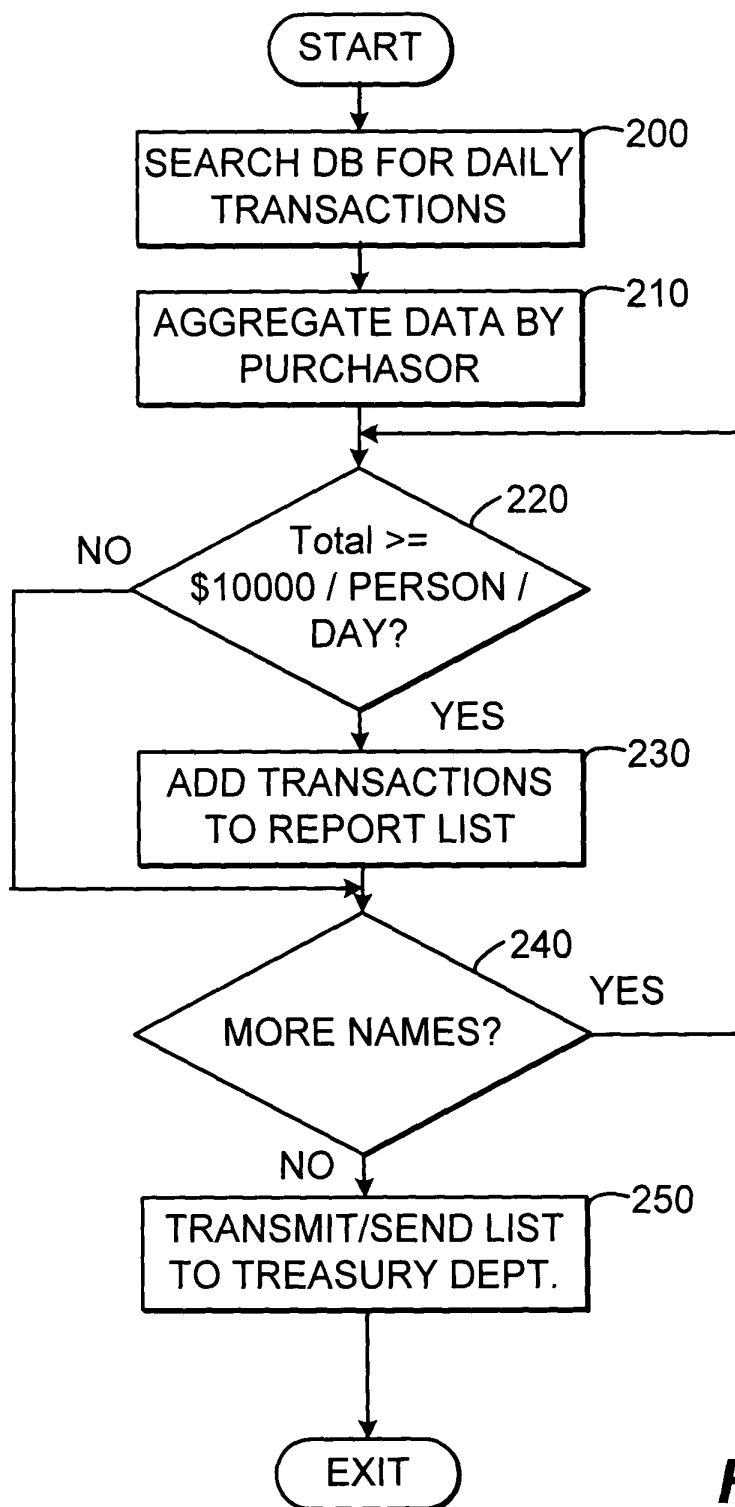 START
200
SEARCH DB FOR DAILY
TRANSACTIONS
210
AGGREGATE DATA BY
PURCHASOR
220
NO
Total >=
$10000 / PERSON /
DAY?
YES
230
ADD TRANSACTIONS
TO REPORT LIST
240
YES
MORE NAMES?
NO
250
TRANSMIT/SEND LIST
TO TREASURY DEPT.
EXIT